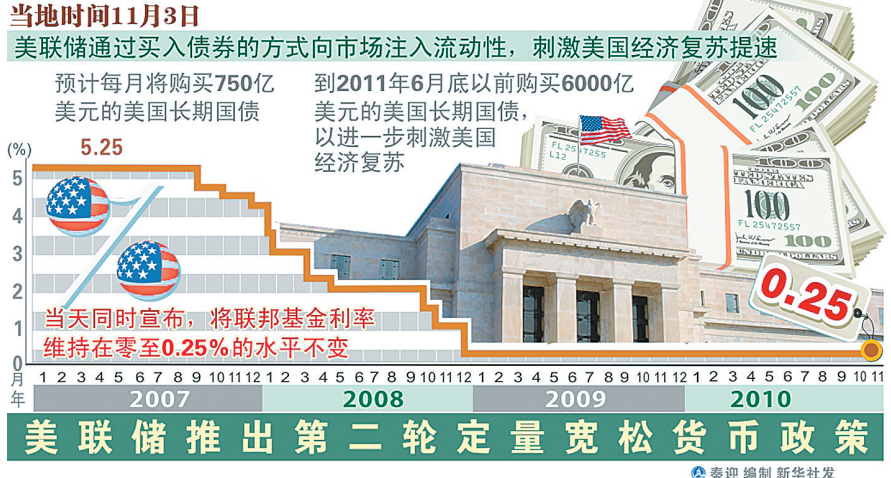 当地时间11月3日
美联储通过买入债券的方式向市场注入流动性，刺激美国经济复苏提速
预计每月将购买750亿
美元的美国长期国债
到2011年6月底以前购买6000亿
美元的美国长期国债，
以进一步刺激美国
经济复苏
(%)
5.25
5
4
3
2
1
0
%
FL 25472557
L12
100
FL 25472557
100
100
FL 25472557
100
0.25
当天同时宣布，将联邦基金利率
维持在零至0.25%的水平不变
月 1 2 3 4 5 6 7 8 9 10 11 12 1 2 3 4 5 6 7 8 9 10 11 12 1 2 3 4 5 6 7 8 9 10 11 12 1 2 3 4 5 6 7 8 9 10 11
年 2007 2008 2009 2010
美联储推出第二轮定量宽松货币政策
秦迎 编制 新华社发